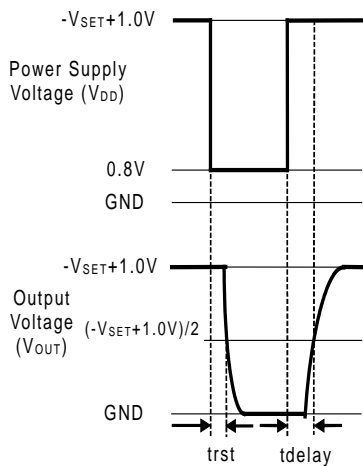 -VSET+1.0V
Power Supply
Voltage (VDD)
0.8V
GND
-VSET+1.0V
Output
Voltage
(VOUT)
(-VSET+1.0V)/2
GND
trst
tdelay